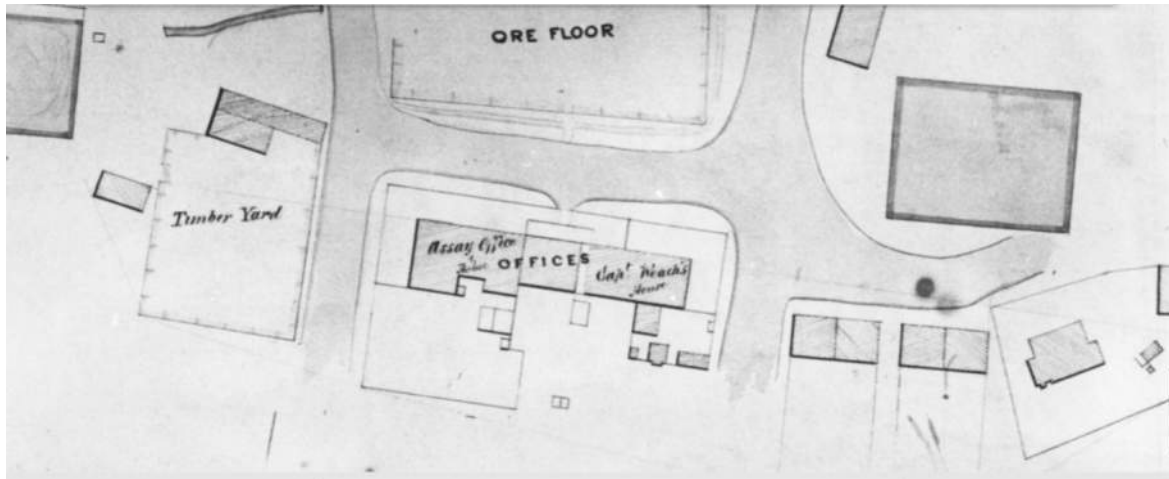 ORE FLOOR
Timber Yard
Assay Office
&
OFFICES
Capt Roach's
House